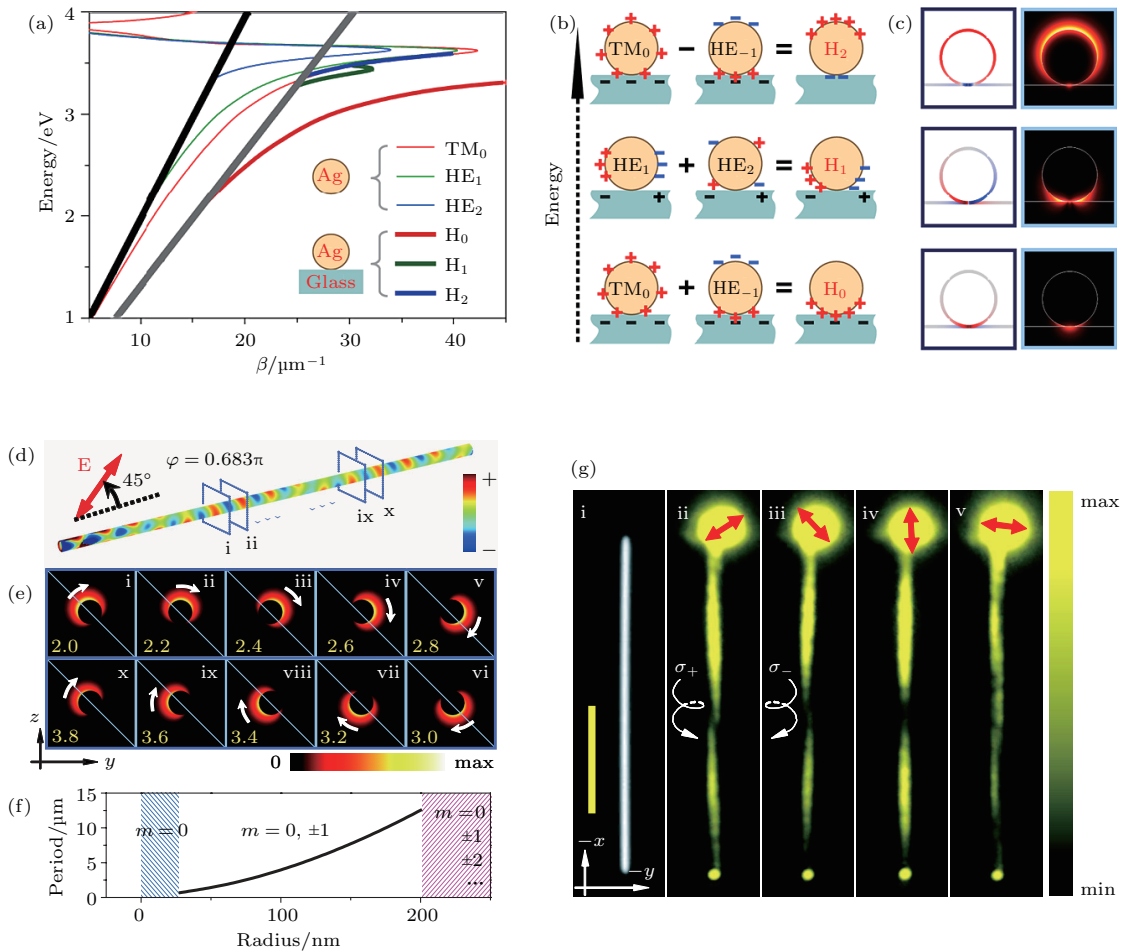 (a)
4
3
2
1
Energy/eV
10
20
30
40
β/μm⁻¹
Ag
TM₀
HE₁
HE₂
Ag
Glass
H₀
H₁
H₂
(b)
Energy
TM₀ − HE₋₁ = H₂
HE₁ + HE₂ = H₁
TM₀ + HE₋₁ = H₀
(c)
(d)
E
45°
φ = 0.683π
i
ii
ix
x
+
−
(e)
i
ii
iii
iv
v
2.0
2.2
2.4
2.6
2.8
x
ix
viii
vii
vi
3.8
3.6
3.4
3.2
3.0
z
y
0
max
(f)
15
10
5
0
Period/μm
m = 0
m = 0, ±1
m = 0
±1
±2
...
0
100
200
Radius/nm
(g)
i
ii
iii
iv
v
σ₊
σ₋
−x
−y
max
min